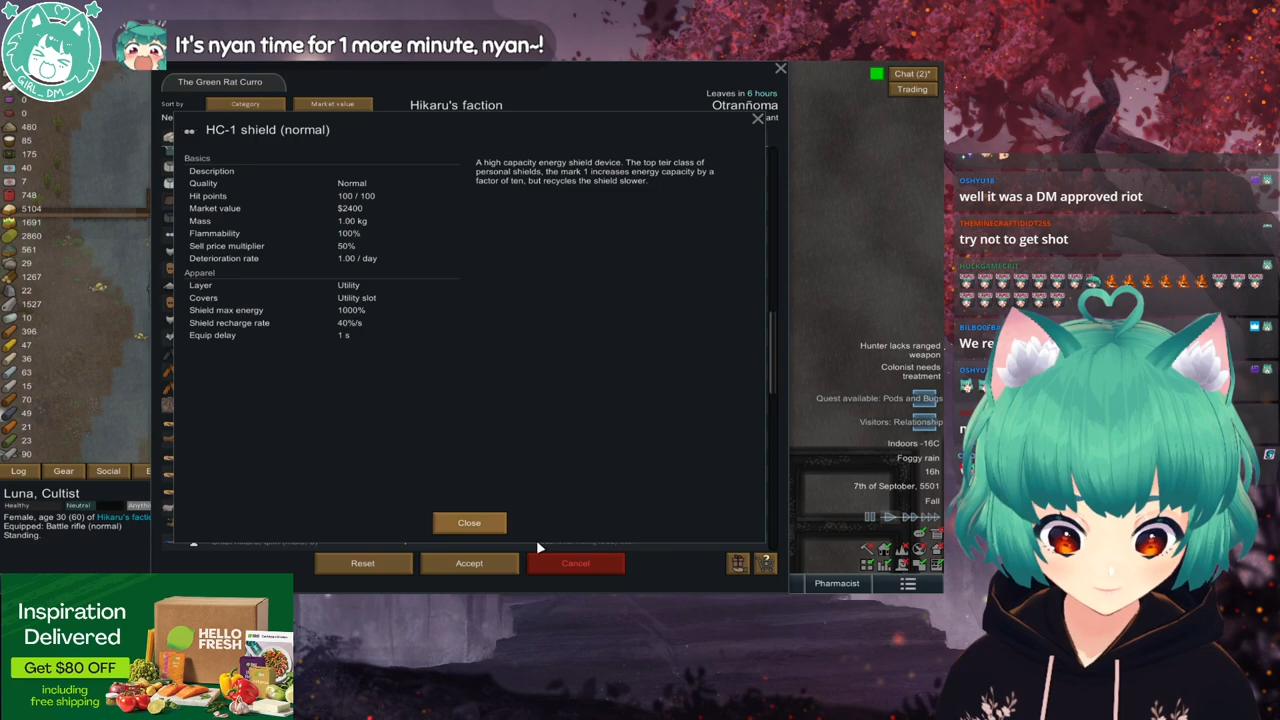 GIRL_DM_
It's nyan time for 1 more minute, nyan~!
The Green Rat Curro
Sort by
Category
Market value
Hikaru's faction
Leaves in 6 hours
Otranñoma
Chat (2)*
Trading
HC-1 shield (normal)
Basics
Description
Quality Normal
Hit points 100 / 100
Market value $2400
Mass 1.00 kg
Flammability 100%
Sell price multiplier 50%
Deterioration rate 1.00 / day
Apparel
Layer Utility
Covers Utility slot
Shield max energy 1000%
Shield recharge rate 40%/s
Equip delay 1 s
A high capacity energy shield device. The top teir class of
personal shields, the mark 1 increases energy capacity by a
factor of ten, but recycles the shield slower.
Close
Reset
Accept
Cancel
0
0
480
85
175
40
7
748
5104
1691
2860
561
29
1267
22
1527
10
396
47
36
63
15
70
49
21
23
90
Log
Gear
Social
Luna, Cultist
Healthy
Neutral
Female, age 30 (60) of Hikaru's
Equipped: Battle rifle (normal)
Standing.
Hunter lacks ranged
weapon
Colonist needs
treatment
Quest available: Pods and Bugs
Visitors: Relationship
Indoors -16C
Foggy rain
16h
7th of Septober, 5501
Fall
Pharmacist
OSHYU18
well it was a DM approved riot
THEMINECRAFTIDIOT255
try not to get shot
HULKGAMECRIT
We re
Inspiration
Delivered
Get $80 OFF
including
free shipping
HELLO
FRESH